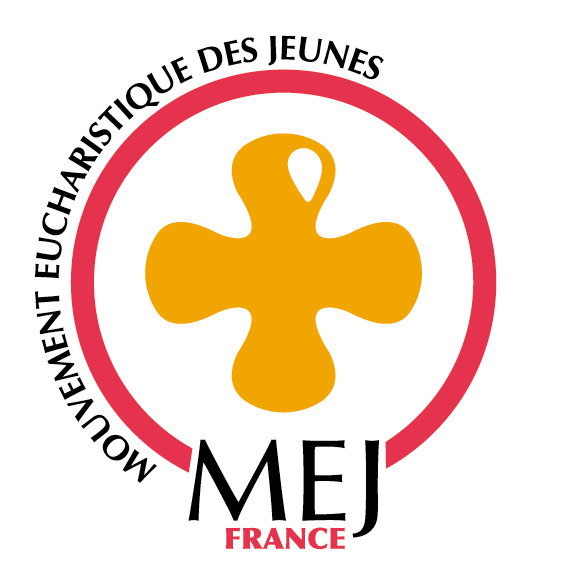 MOUVEMENT EUCHARISTIQUE DES JEUNES
MEJ
FRANCE